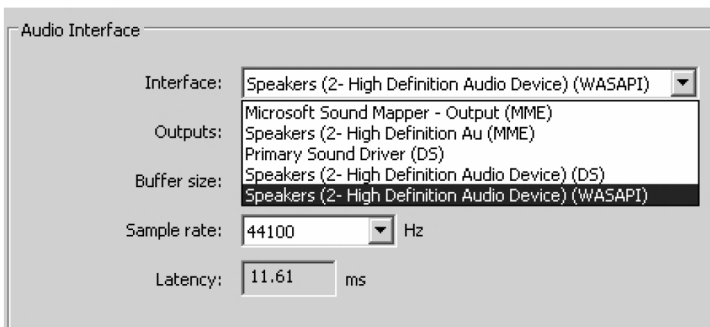 Audio Interface
Interface: Speakers (2- High Definition Audio Device) (WASAPI)
Microsoft Sound Mapper - Output (MME)
Outputs: Speakers (2- High Definition Au (MME)
Primary Sound Driver (DS)
Buffer size: Speakers (2- High Definition Audio Device) (DS)
Speakers (2- High Definition Audio Device) (WASAPI)
Sample rate: 44100 Hz
Latency: 11.61 ms